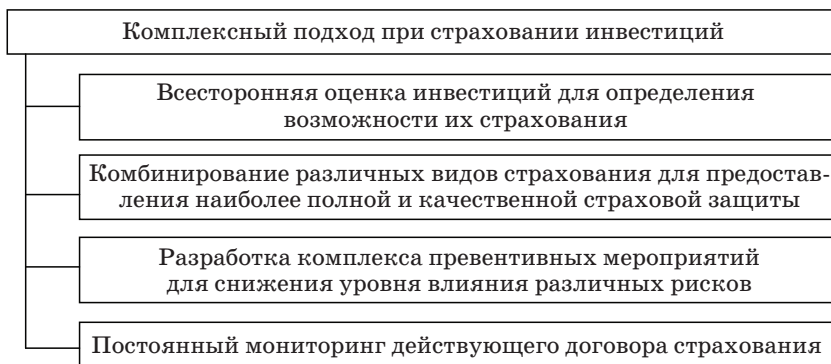 Комплексный подход при страховании инвестиций
Всесторонняя оценка инвестиций для определения
возможности их страхования
Комбинирование различных видов страхования для предостав-
ления наиболее полной и качественной страховой защиты
Разработка комплекса превентивных мероприятий
для снижения уровня влияния различных рисков
Постоянный мониторинг действующего договора страхования